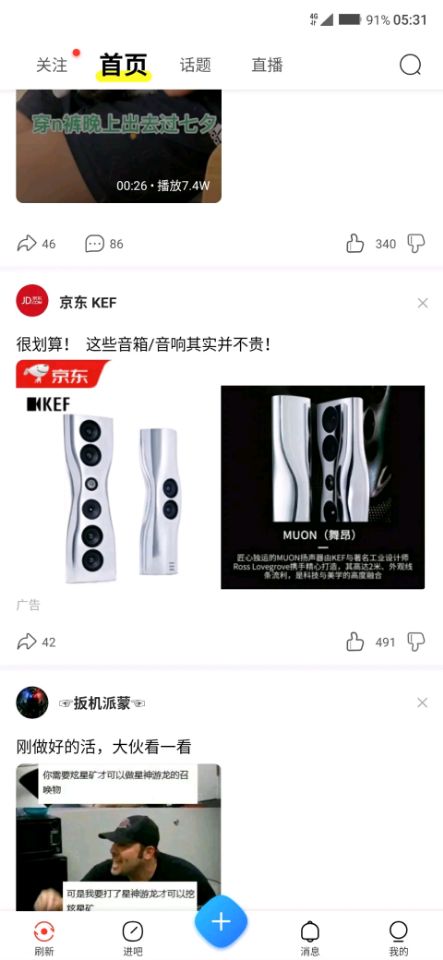 4G 91% 05:31
关注 首页 话题 直播
穿n裤晚上出去过七夕
00:26 • 播放7.4W
46 86 340
JD 京东 KEF
很划算! 这些音箱/音响其实并不贵!
京东
KEF
MUON(舞昂)
匠心独运的MUON扬声器由KEF与著名工业设计师
Ross Lovegrove携手精心打造,其高达2米、外观线
条流利,是科技与美学的高度融合
广告
42 491
☞扳机派蒙☜
刚做好的活,大伙看一看
你需要炫星矿才可以做星神游龙的召
唤物
可是我要打了星神游龙才可以挖
炫星矿
刷新 进吧 消息 我的